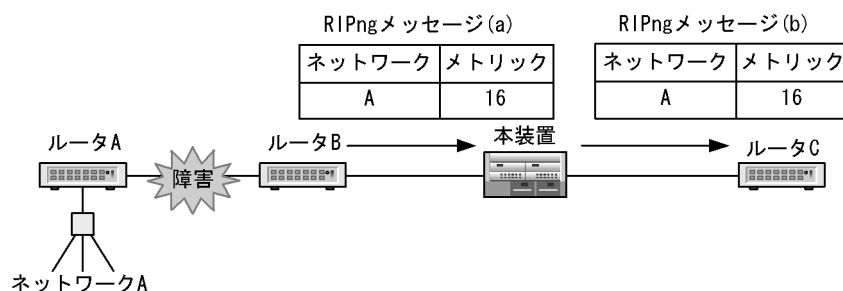 RIPngメッセージ(a)
ネットワーク メトリック
A 16
RIPngメッセージ(b)
ネットワーク メトリック
A 16
ルータA
障害
ルータB
本装置
ルータC
ネットワークA